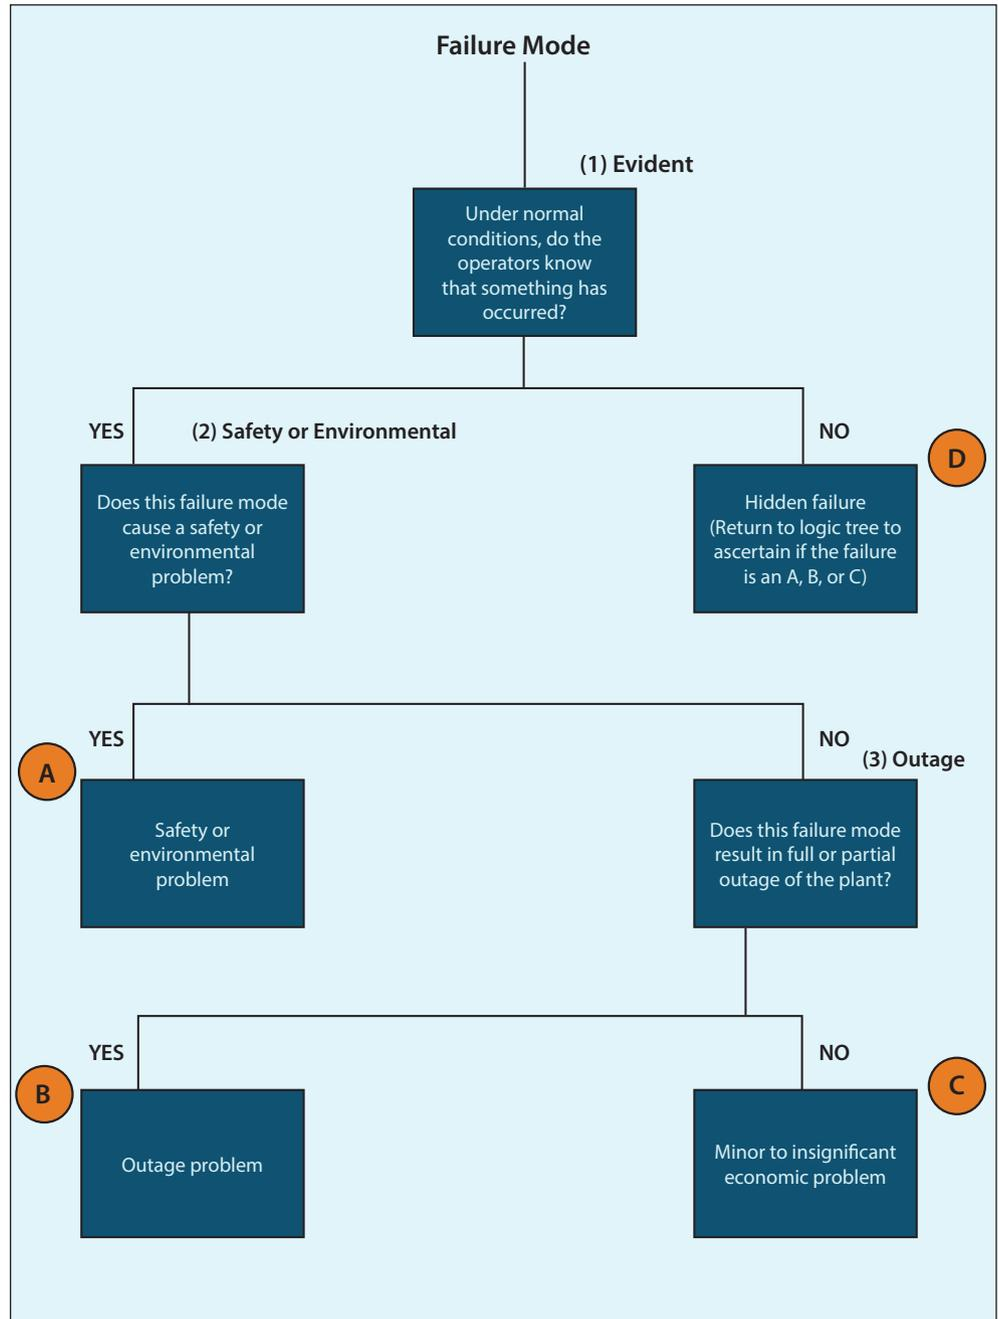 Failure Mode
(1) Evident
Under normal
conditions, do the
operators know
that something has
occurred?
YES
(2) Safety or Environmental
NO
D
Does this failure mode
cause a safety or
environmental
problem?
Hidden failure
(Return to logic tree to
ascertain if the failure
is an A, B, or C)
YES
NO
(3) Outage
A
Safety or
environmental
problem
Does this failure mode
result in full or partial
outage of the plant?
YES
NO
B
C
Outage problem
Minor to insignificant
economic problem